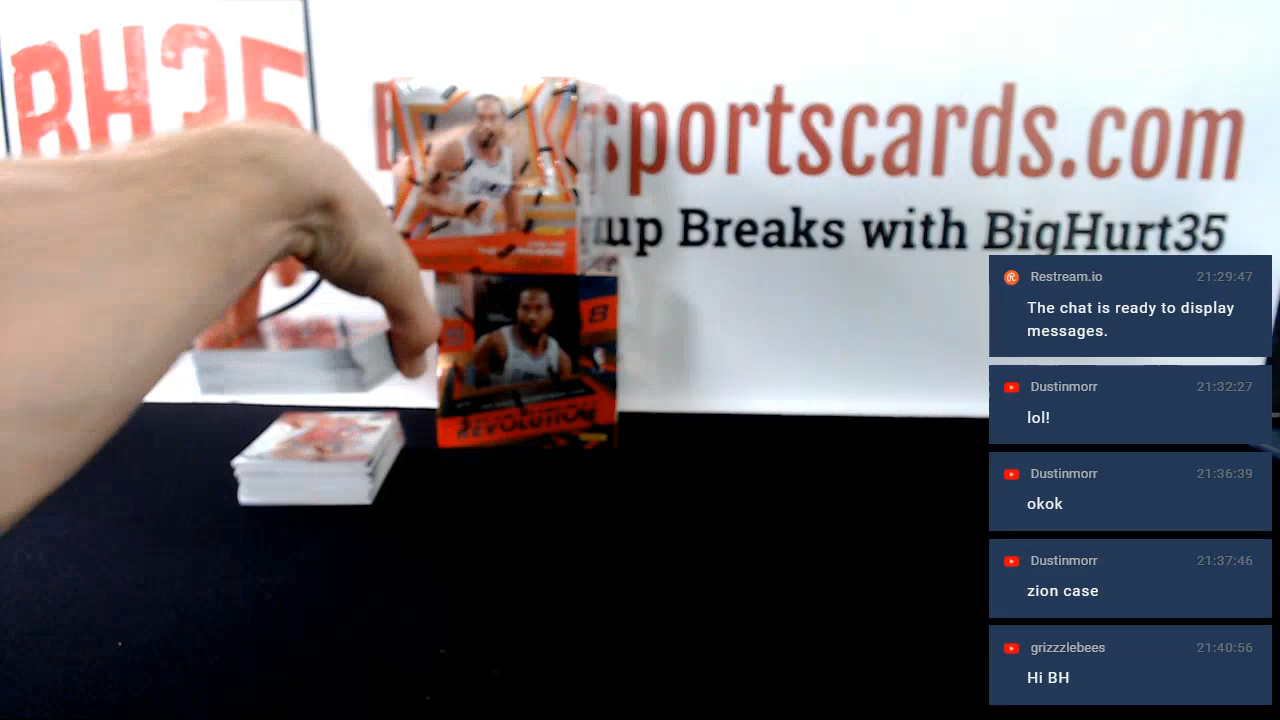 BH35
sportscards.com
up Breaks with BigHurt35
8
REVOLUTION
Restream.io 21:29:47
The chat is ready to display
messages.
Dustinmorr 21:32:27
lol!
Dustinmorr 21:36:39
okok
Dustinmorr 21:37:46
zion case
grizzzlebees 21:40:56
Hi BH